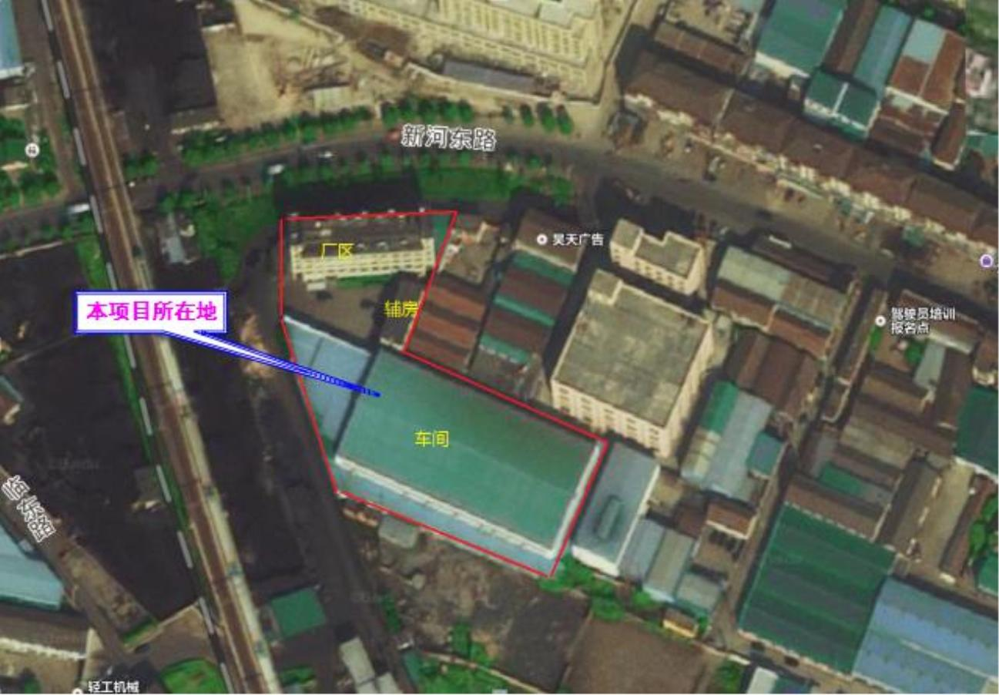 新河东路
昊天广告
厂区
本项目所在地
辅房
驾驶员培训
报名点
车间
临东路
轻工机械